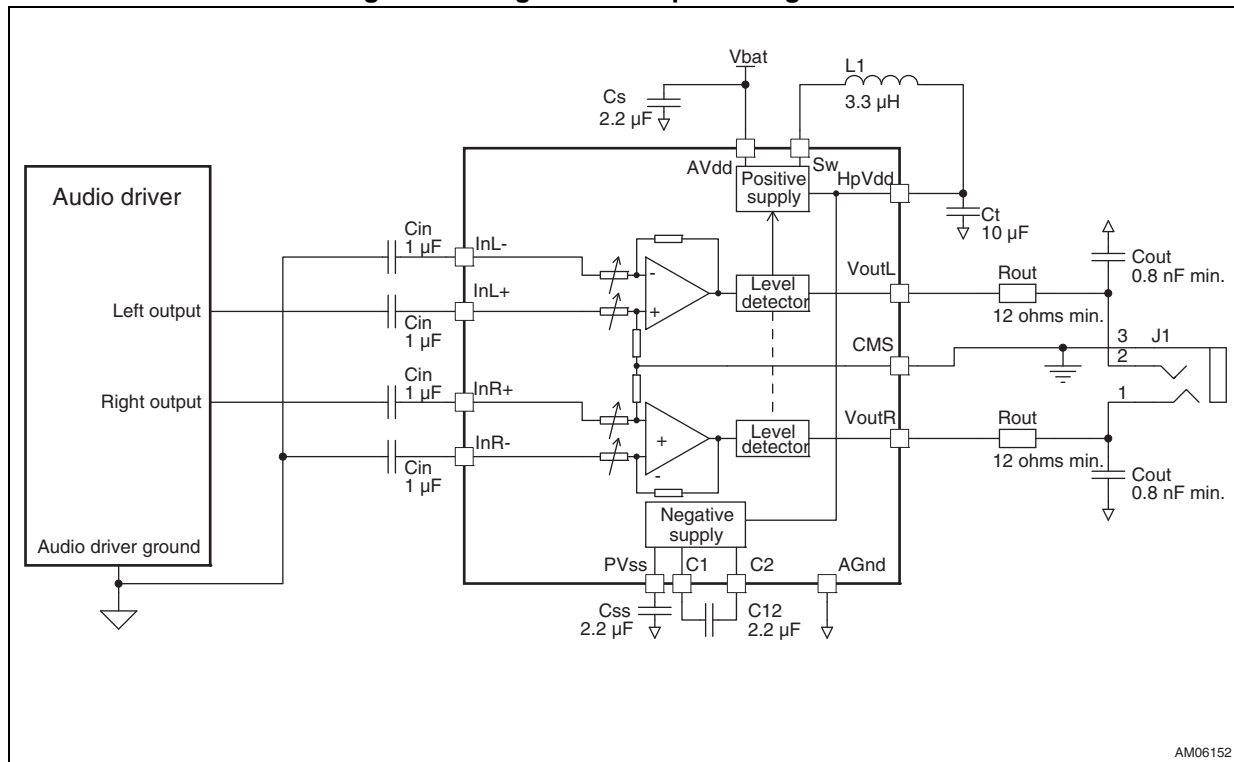 Vbat
L1
3.3 µH
Cs
2.2 µF
AVdd
Sw
HpVdd
Positive
supply
Ct
10 µF
Audio driver
Cin
1 µF
InL-
-
Left output
InL+
+
Cin
1 µF
Level
detector
VoutL
Rout
12 ohms min.
Cout
0.8 nF min.
CMS
3
J1
2
1
Right output
Cin
1 µF
InR+
+
InR-
-
Cin
1 µF
Level
detector
VoutR
Rout
12 ohms min.
Cout
0.8 nF min.
Audio driver ground
Negative
supply
PVss
C1
C2
AGnd
Css
2.2 µF
C12
2.2 µF
AM06152